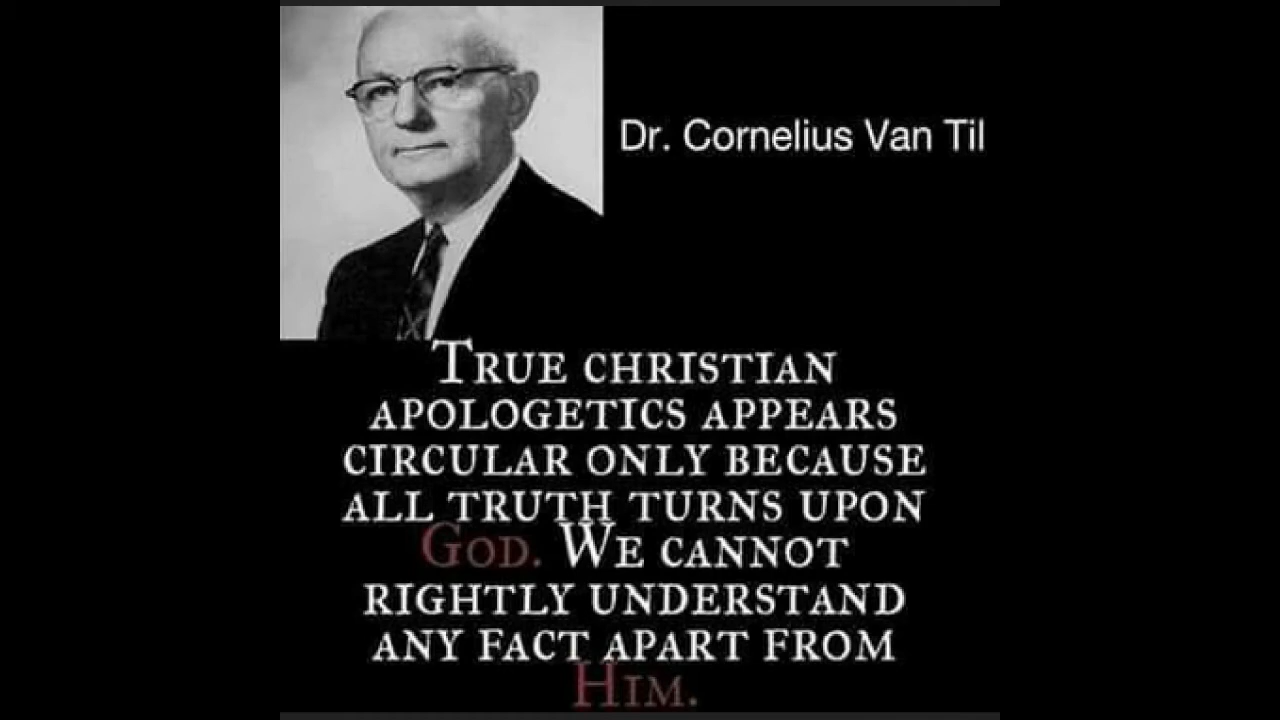 Dr. Cornelius Van Til
TRUE CHRISTIAN
APOLOGETICS APPEARS
CIRCULAR ONLY BECAUSE
ALL TRUTH TURNS UPON
GOD. WE CANNOT
RIGHTLY UNDERSTAND
ANY FACT APART FROM
HIM.